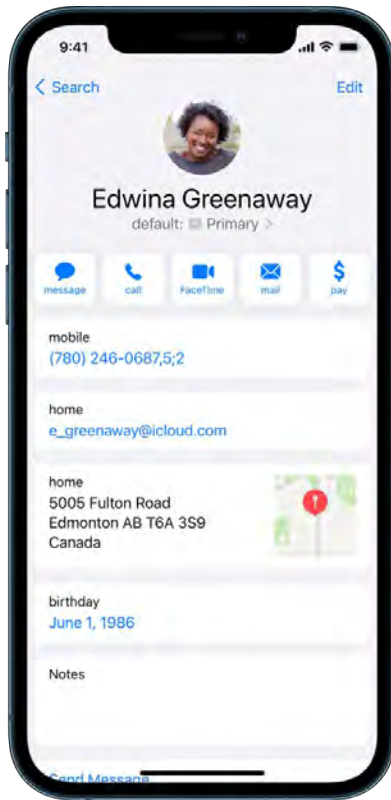 9:41
Search
Edit
Edwina Greenaway
default: Primary
message
call
FaceTime
mail
pay
mobile
(780) 246-0687,5;2
home
e_greenaway@icloud.com
home
5005 Fulton Road
Edmonton AB T6A 3S9
Canada
birthday
June 1, 1986
Notes
Send Message